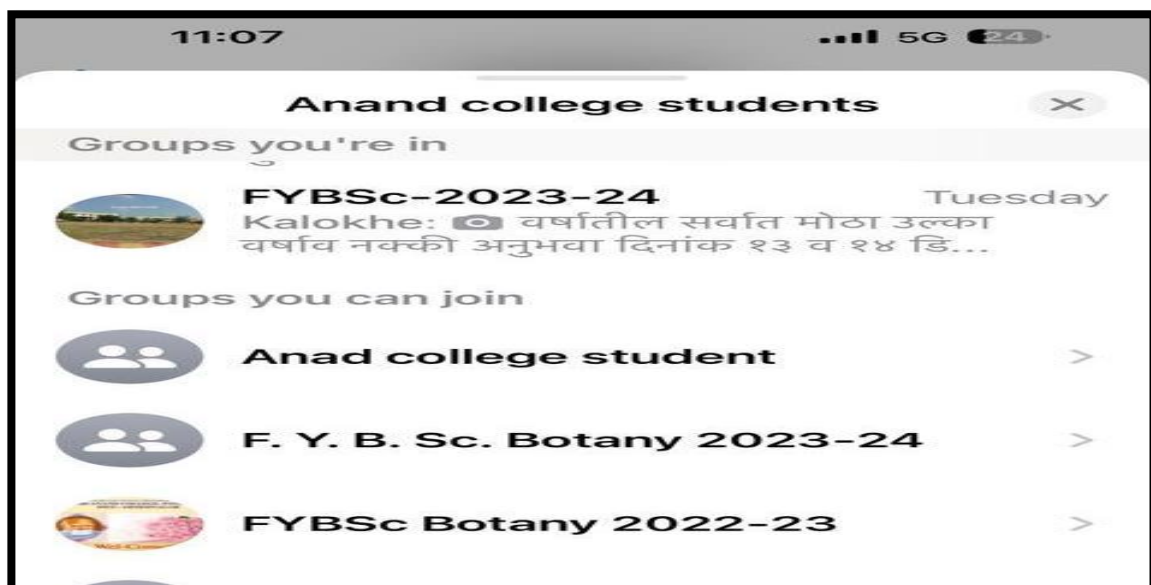 11:07 5G 24
Anand college students
Groups you're in
FYBSc-2023-24 Tuesday
Kalokhe: वर्षातील सर्वात मोठा उल्का
वर्षाव नक्की अनुभवा दिनांक १३ व १४ डि...
Groups you can join
Anad college student
F. Y. B. Sc. Botany 2023-24
FYBSc Botany 2022-23